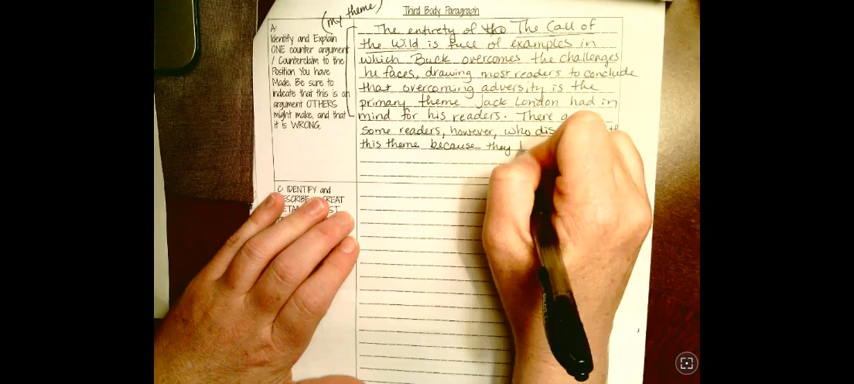 Third Body Paragraph
(my theme)
A:
Identify and Explain
ONE counter argument
/ Counterclaim to the
Position You have
Made. Be sure to
indicate that this is an
argument OTHERS
might make, and that
it is WRONG.
The entirety of The Call of
the Wild is full of examples in
which Buck overcomes the challenges
he faces, drawing most readers to conclude
that overcoming adversity is the
primary theme Jack London had in
mind for his readers. There
Some readers, however, who
this theme because they
C: IDENTIFY and